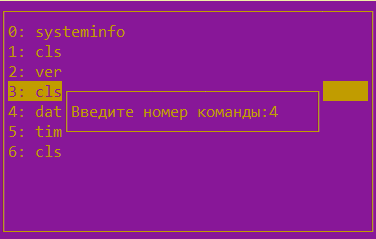 0: systeminfo
1: cls
2: ver
3: cls
4: dat
5: tim
6: cls
Введите номер команды:4